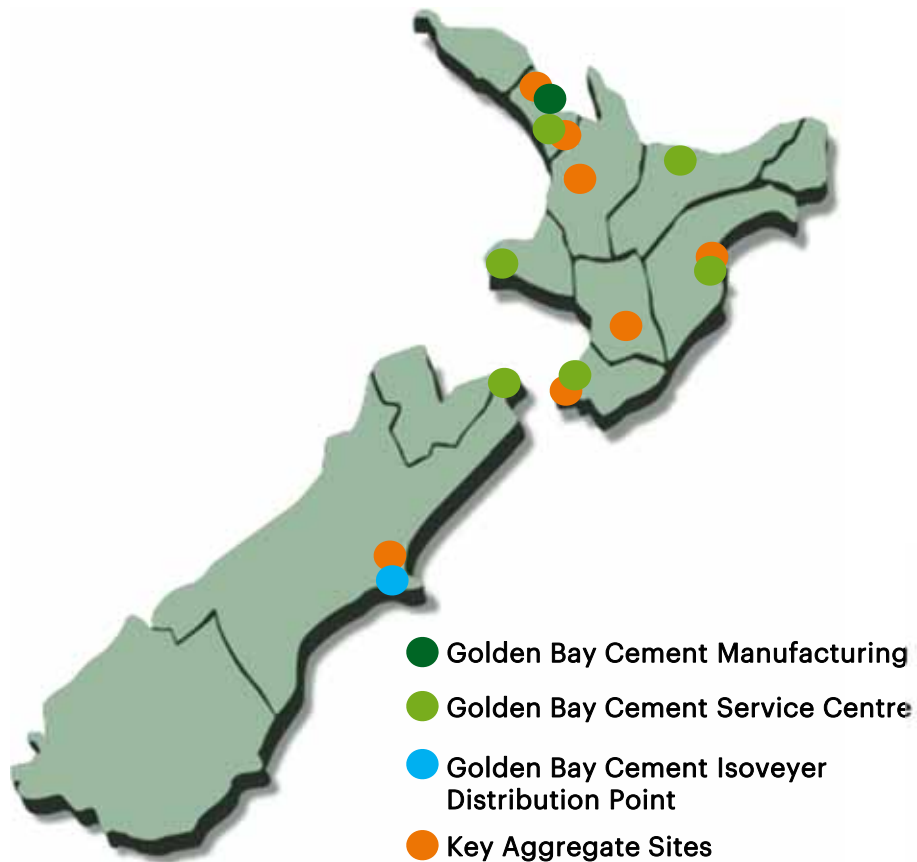 Golden Bay Cement Manufacturing
Golden Bay Cement Service Centre
Golden Bay Cement Isoveyer
Distribution Point
Key Aggregate Sites